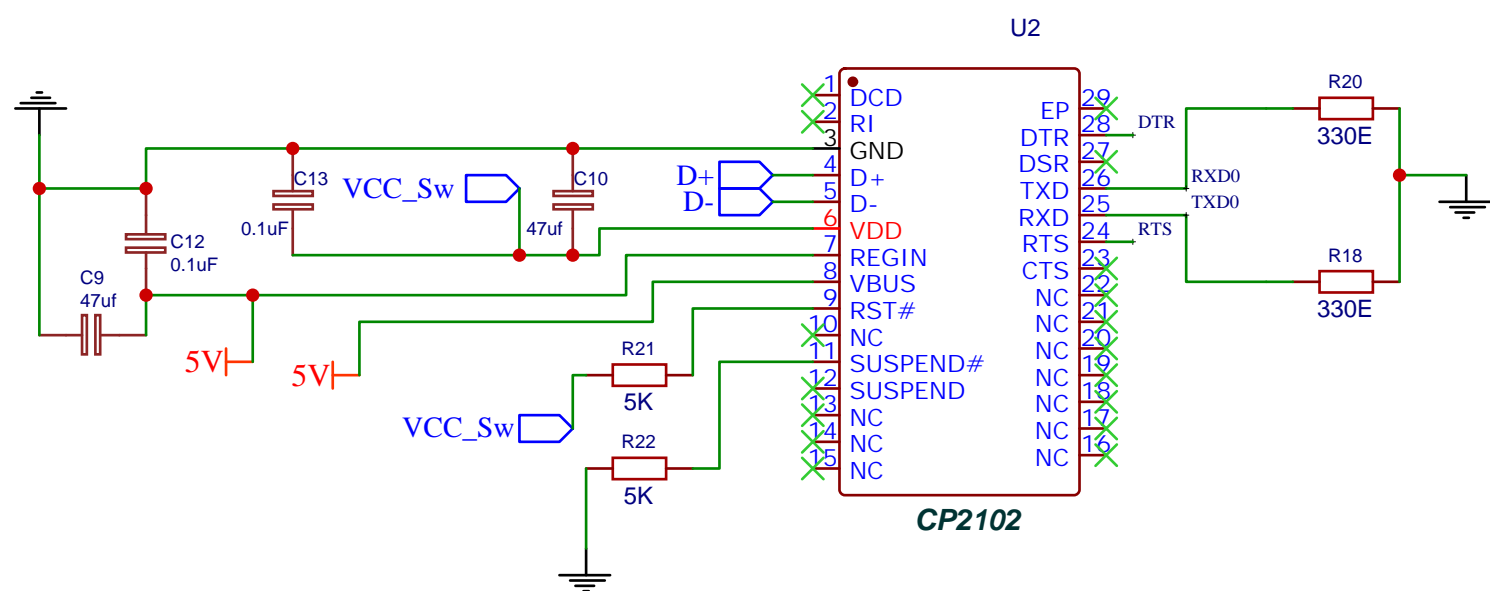 U2
1
DCD
2
RI
3
GND
4
D+
5
D-
6
VDD
7
REGIN
8
VBUS
9
RST#
10
NC
11
SUSPEND#
12
SUSPEND
13
NC
14
NC
15
NC
29
EP
28
DTR
27
DSR
26
TXD
25
RXD
24
RTS
23
CTS
22
NC
21
NC
20
NC
19
NC
18
NC
17
NC
16
NC
CP2102
C13
0.1uF
VCC_Sw
C10
47uf
D+
D-
C12
0.1uF
C9
47uf
5V
5V
R21
5K
VCC_Sw
R22
5K
DTR
RXD0
TXD0
RTS
R20
330E
R18
330E